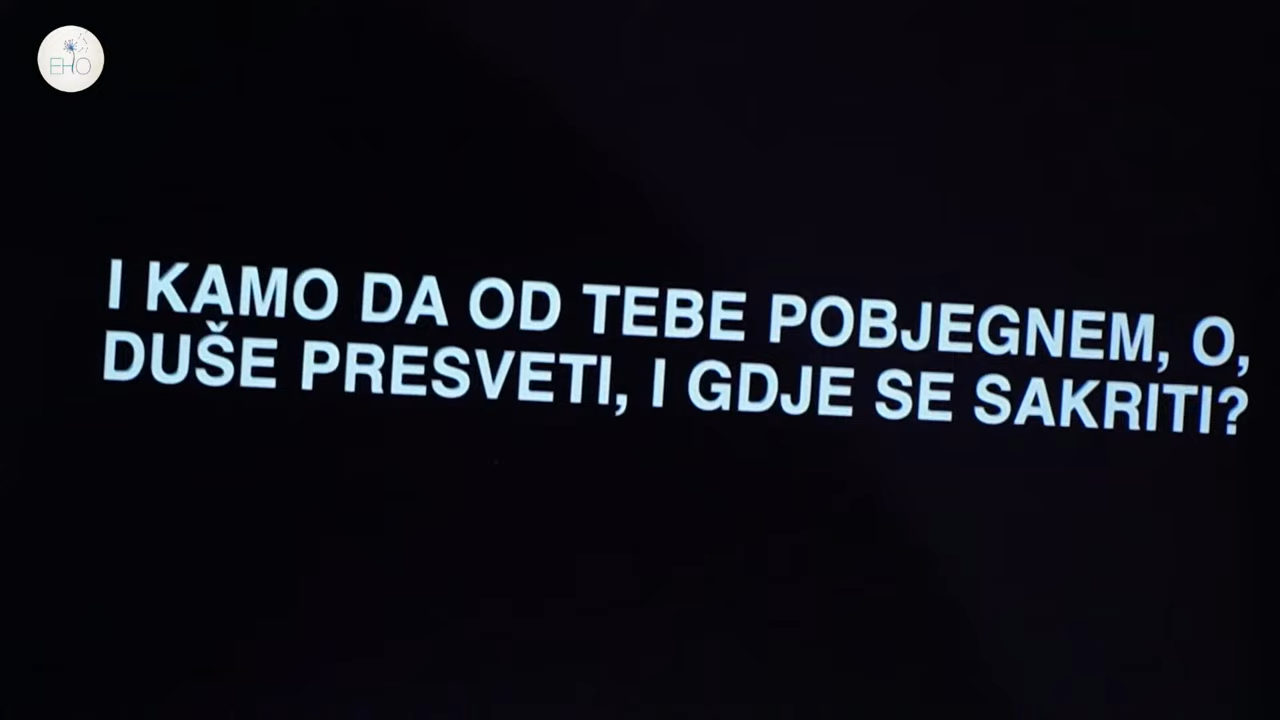 EHO
I KAMO DA OD TEBE POBJEGNEM, O,
DUŠE PRESVETI, I GDJE SE SAKRITI?